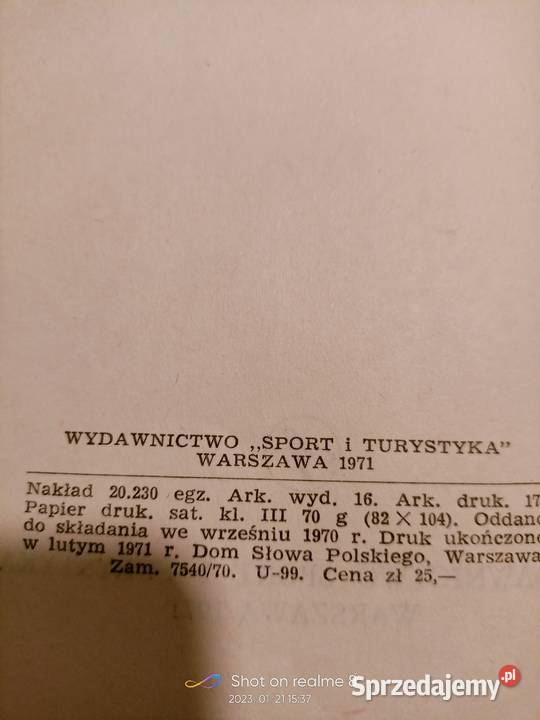 WYDAWNICTWO „SPORT i TURYSTYKA”
WARSZAWA 1971
Nakład 20.230 egz. Ark. wyd. 16. Ark. druk. 17
Papier druk. sat. kl. III 70 g (82 × 104). Oddano
do składania we wrześniu 1970 r. Druk ukończono
w lutym 1971 r. Dom Słowa Polskiego, Warszawa
Zam. 7540/70. U-99. Cena zł 25,—
Shot on realme 8
2023.01.21 15:37
Sprzedajemy.pl